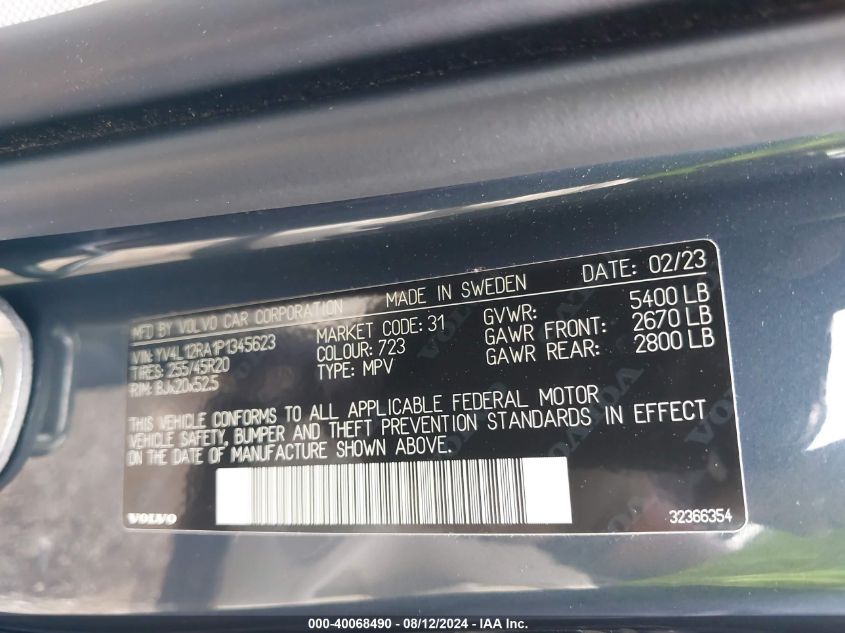 MFD BY VOLVO CAR CORPORATION MADE IN SWEDEN DATE: 02/23
VIN: YV4L12RA1P1345623 MARKET CODE: 31 GVWR: 5400 LB
TIRES: 255/45R20 COLOUR: 723 GAWR FRONT: 2670 LB
RIM: 8Jx20x52.5 TYPE: MPV GAWR REAR: 2800 LB
THIS VEHICLE CONFORMS TO ALL APPLICABLE FEDERAL MOTOR
VEHICLE SAFETY, BUMPER AND THEFT PREVENTION STANDARDS IN EFFECT
ON THE DATE OF MANUFACTURE SHOWN ABOVE.
VOLVO 32366354
000-40068490 - 08/12/2024 - IAA Inc.